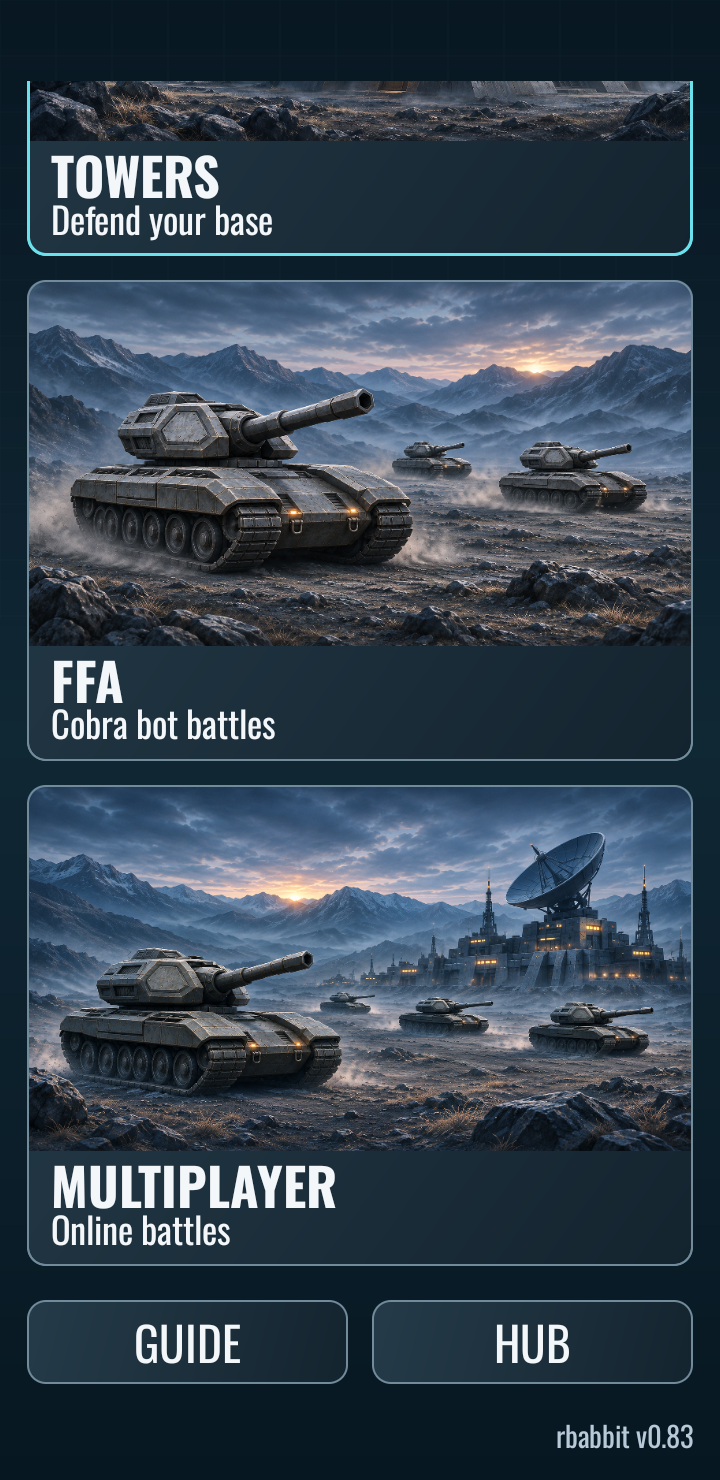 TOWERS
Defend your base
FFA
Cobra bot battles
MULTIPLAYER
Online battles
GUIDE
HUB
rbabbit v0.83